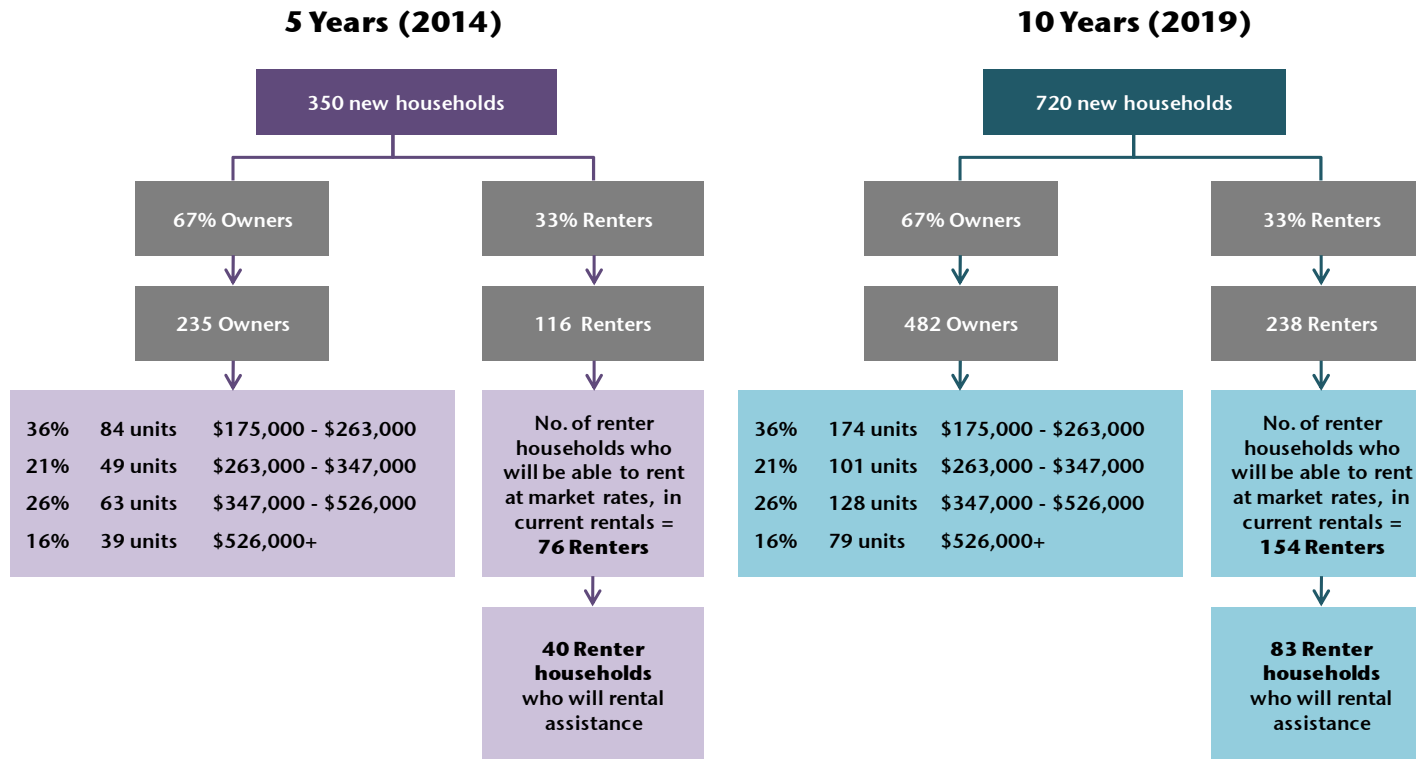 5 Years (2014)
350 new households
67% Owners
33% Renters
235 Owners
116 Renters
36% 84 units $175,000 - $263,000
21% 49 units $263,000 - $347,000
26% 63 units $347,000 - $526,000
16% 39 units $526,000+
No. of renter
households who
will be able to rent
at market rates, in
current rentals =
76 Renters
40 Renter
households
who will rental
assistance
10 Years (2019)
720 new households
67% Owners
33% Renters
482 Owners
238 Renters
36% 174 units $175,000 - $263,000
21% 101 units $263,000 - $347,000
26% 128 units $347,000 - $526,000
16% 79 units $526,000+
No. of renter
households who
will be able to rent
at market rates, in
current rentals =
154 Renters
83 Renter
households
who will rental
assistance